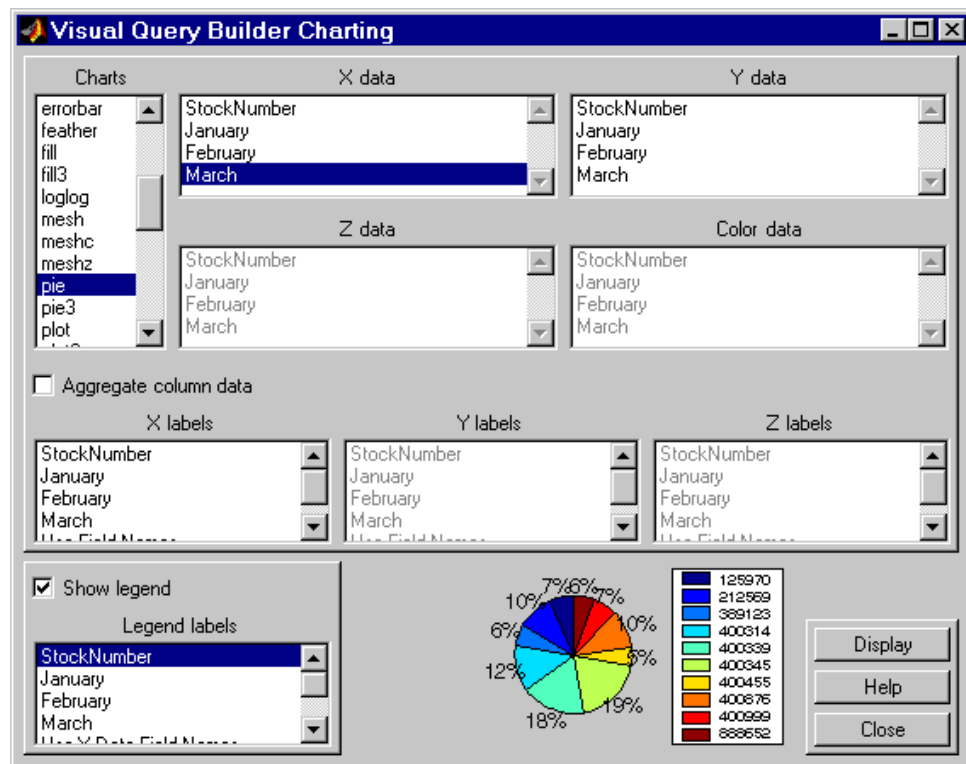 Visual Query Builder Charting
Charts
errorbar
feather
fill
fill3
loglog
mesh
meshc
meshz
pie
pie3
plot
X data
StockNumber
January
February
March
Y data
StockNumber
January
February
March
Z data
StockNumber
January
February
March
Color data
StockNumber
January
February
March
Aggregate column data
X labels
StockNumber
January
February
March
Y labels
StockNumber
January
February
March
Z labels
StockNumber
January
February
March
Show legend
Legend labels
StockNumber
January
February
March
7%
6%
7%
10%
10%
6%
5%
12%
18%
19%
125970
212569
389123
400314
400339
400345
400455
400876
400999
888652
Display
Help
Close